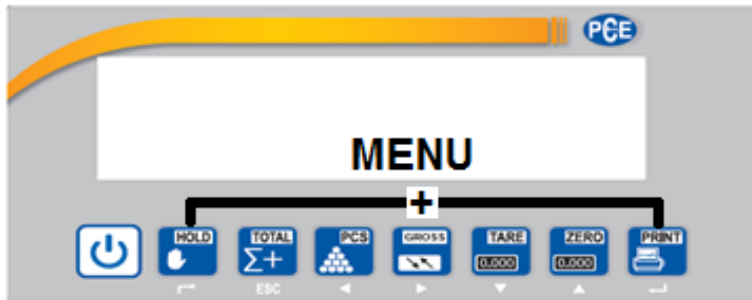 PCE
MENU
+
HOLD TOTAL PCS GROSS TARE ZERO PRINT
Σ+ 0.000 0.000
ESC